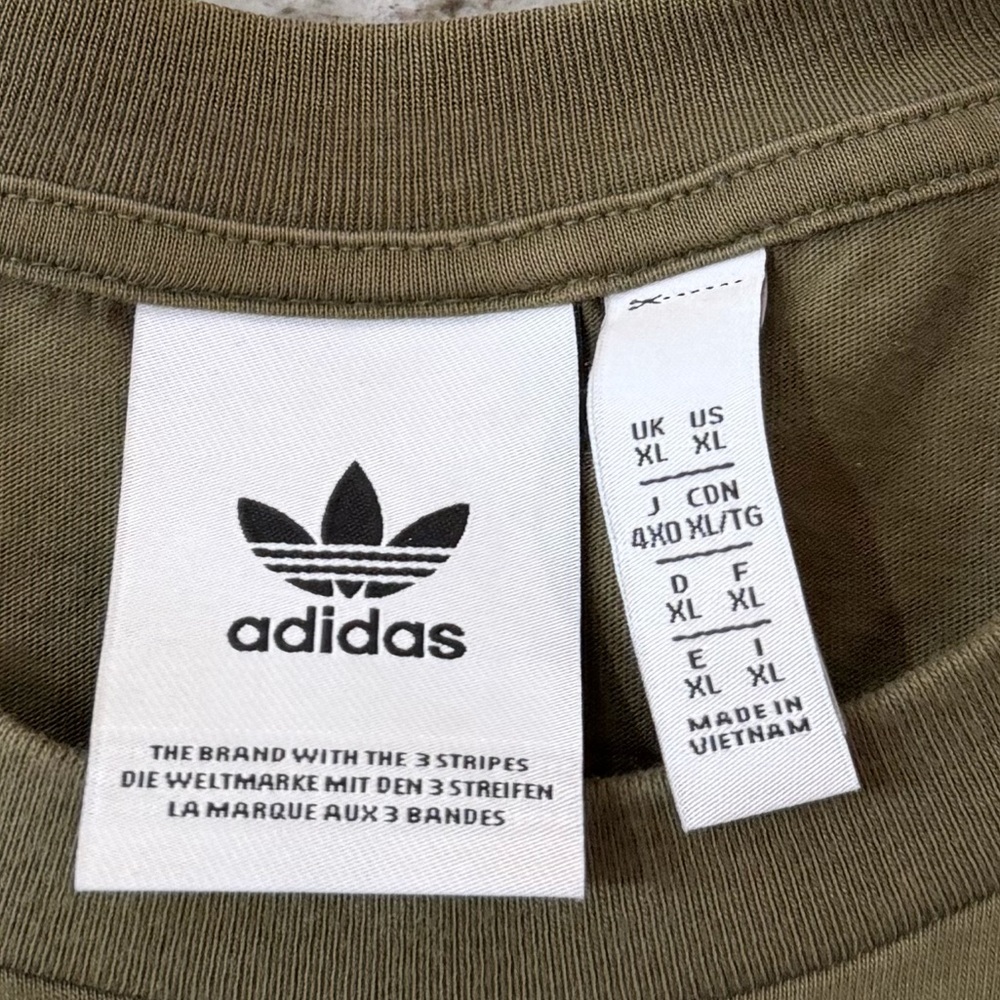 adidas
THE BRAND WITH THE 3 STRIPES
DIE WELTMARKE MIT DEN 3 STREIFEN
LA MARQUE AUX 3 BANDES
UK US
XL XL
J CDN
4XO XL/TG
D F
XL XL
E I
XL XL
MADE IN
VIETNAM